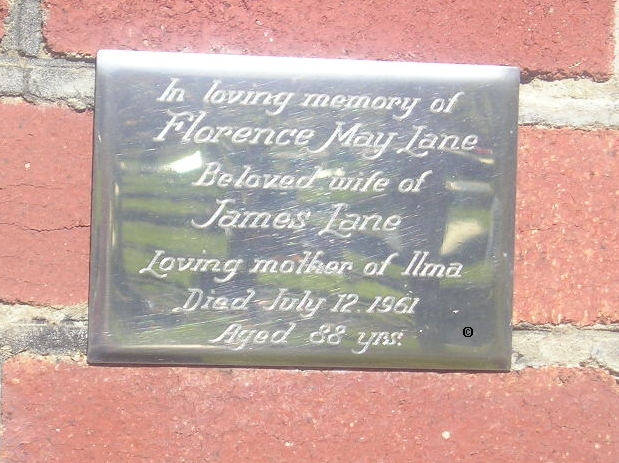 In loving memory of
Florence May Lane
Beloved wife of
James Lane
Loving mother of Ilma
Died July 12. 1961
Aged 88 yrs.
©